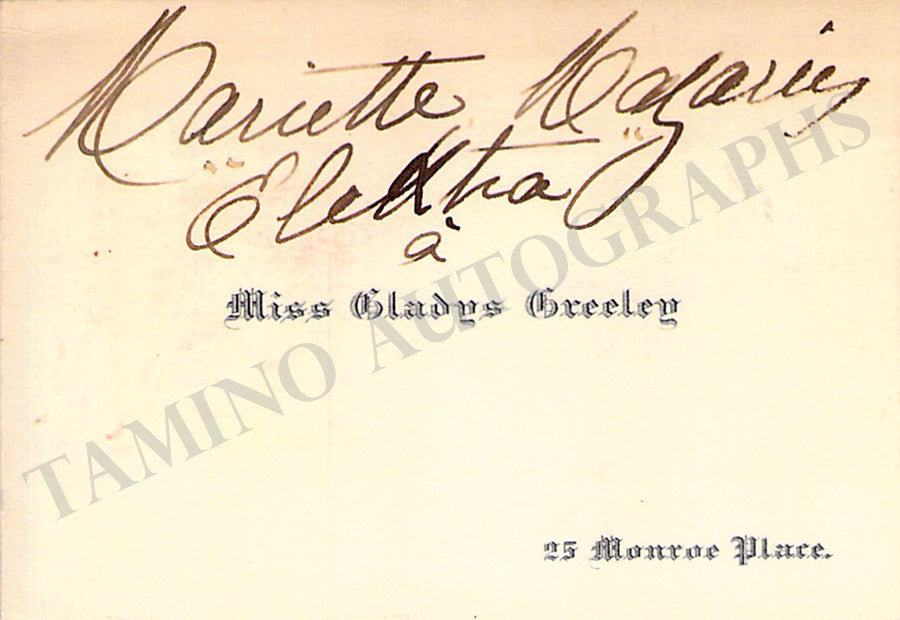 Mariette Mazarin
Elektra
à
Miss Gladys Greeley
25 Monroe Place.
TAMINO AUTOGRAPHS